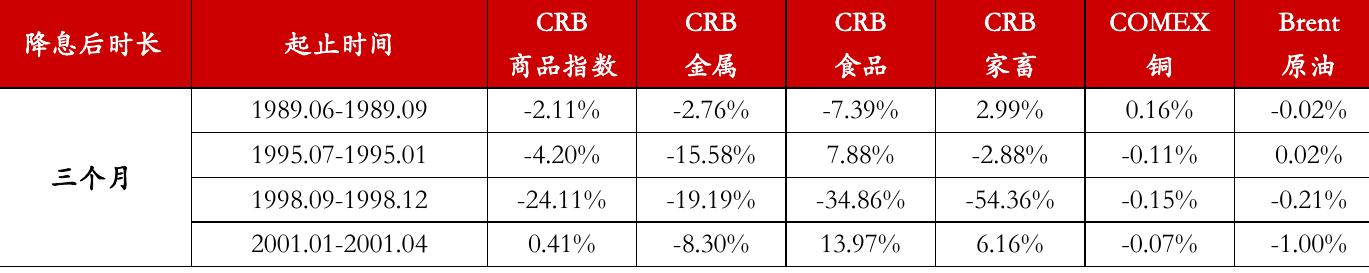 降息后时长 起止时间 CRB 商品指数 CRB 金属 CRB 食品 CRB 家畜 COMEX 铜 Brent 原油
三个月
1989.06-1989.09 -2.11% -2.76% -7.39% 2.99% 0.16% -0.02%
1995.07-1995.01 -4.20% -15.58% 7.88% -2.88% -0.11% 0.02%
1998.09-1998.12 -24.11% -19.19% -34.86% -54.36% -0.15% -0.21%
2001.01-2001.04 0.41% -8.30% 13.97% 6.16% -0.07% -1.00%